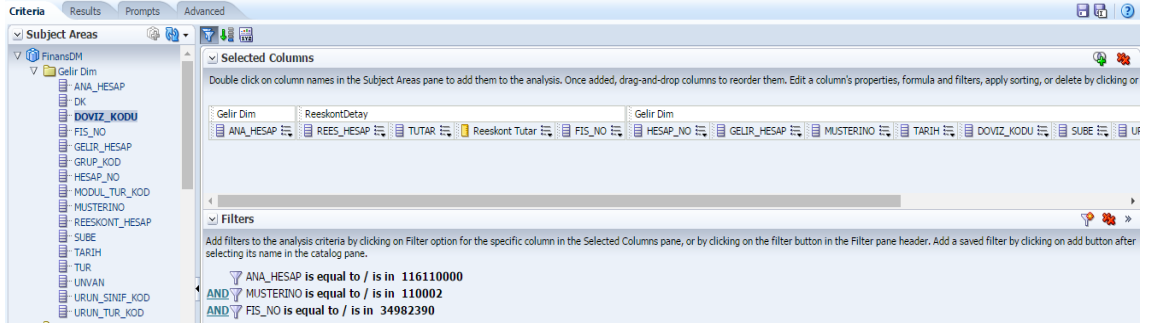 Criteria Results Prompts Advanced
Subject Areas
FinansDM
Gelir Dim
ANA_HESAP
DK
DOVIZ_KODU
FIS_NO
GELIR_HESAP
GRUP_KOD
HESAP_NO
MODUL_TUR_KOD
MUSTERINO
REESKONT_HESAP
SUBE
TARIH
TUR
UNVAN
URUN_SINIF_KOD
URUN_TUR_KOD
Selected Columns
Double click on column names in the Subject Areas pane to add them to the analysis. Once added, drag-and-drop columns to reorder them. Edit a column's properties, formula and filters, apply sorting, or delete by clicking or
Gelir Dim ReeskontDetay Gelir Dim
ANA_HESAP REES_HESAP TUTAR Reeskont Tutar FIS_NO HESAP_NO GELIR_HESAP MUSTERINO TARIH DOVIZ_KODU SUBE UF
Filters
Add filters to the analysis criteria by clicking on Filter option for the specific column in the Selected Columns pane, or by clicking on the filter button in the Filter pane header. Add a saved filter by clicking on add button after
selecting its name in the catalog pane.
ANA_HESAP is equal to / is in 116110000
AND MUSTERINO is equal to / is in 110002
AND FIS_NO is equal to / is in 34982390